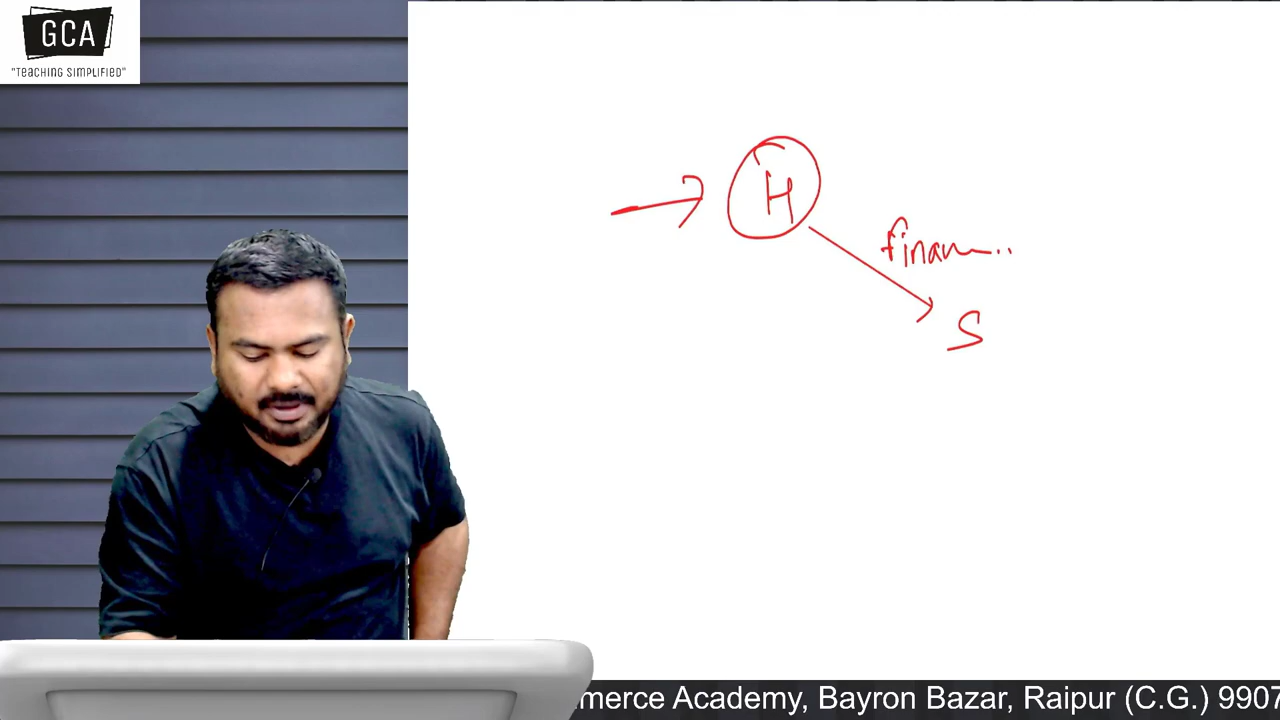 GCA
"Teaching Simplified"
H
finan...
S
merce Academy, Bayron Bazar, Raipur (C.G.) 9907